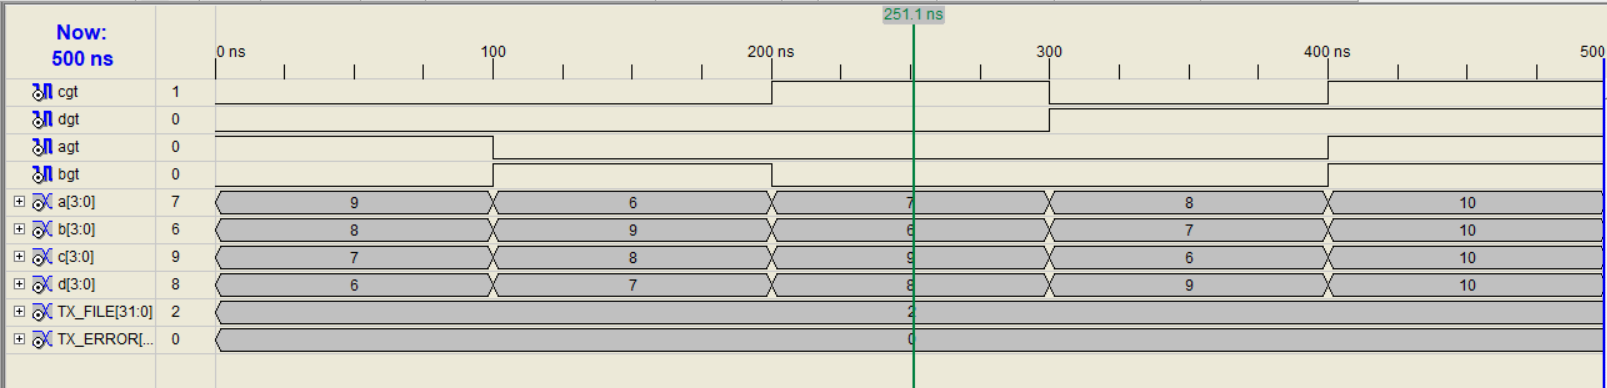 251.1 ns
Now:
500 ns
0 ns 100 200 ns 300 400 ns 500
cgt 1
dgt 0
agt 0
bgt 0
a[3:0] 7 9 6 7 8 10
b[3:0] 6 8 9 6 7 10
c[3:0] 9 7 8 9 6 10
d[3:0] 8 6 7 8 9 10
TX_FILE[31:0] 2 2
TX_ERROR[... 0 0